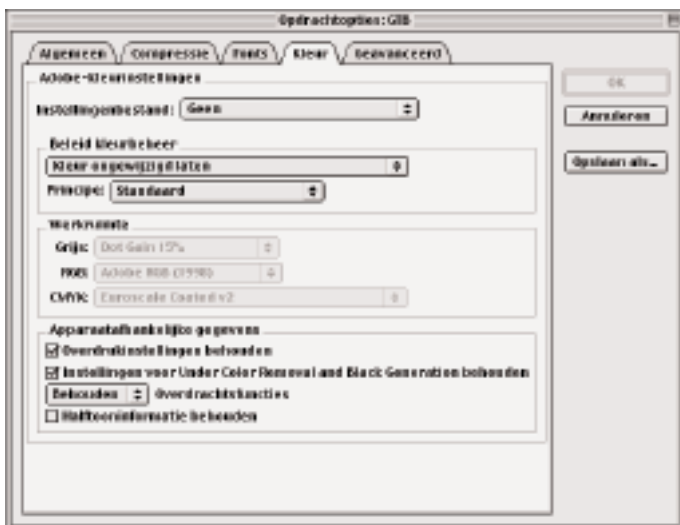 Opdrachtopties: GWB
Algemeen Compressie Fonts Kleur Geavanceerd
Adobe-kleurinstellingen
OK
Instellingenbestand: Geen
Annuleren
Beleid kleurbeheer
Kleur ongewijzigd laten
Opslaan als...
Principe: Standaard
Werkruimte
Grijs: Dot Gain 15%
RGB: Adobe RGB (1998)
CMYK: Euroscale Coated v2
Apparaatafhankelijke gegevens
Overdrukinstellingen behouden
Instellingen voor Under Color Removal and Black Generation behouden
Behouden Overdrachtsfuncties
Halftooninformatie behouden